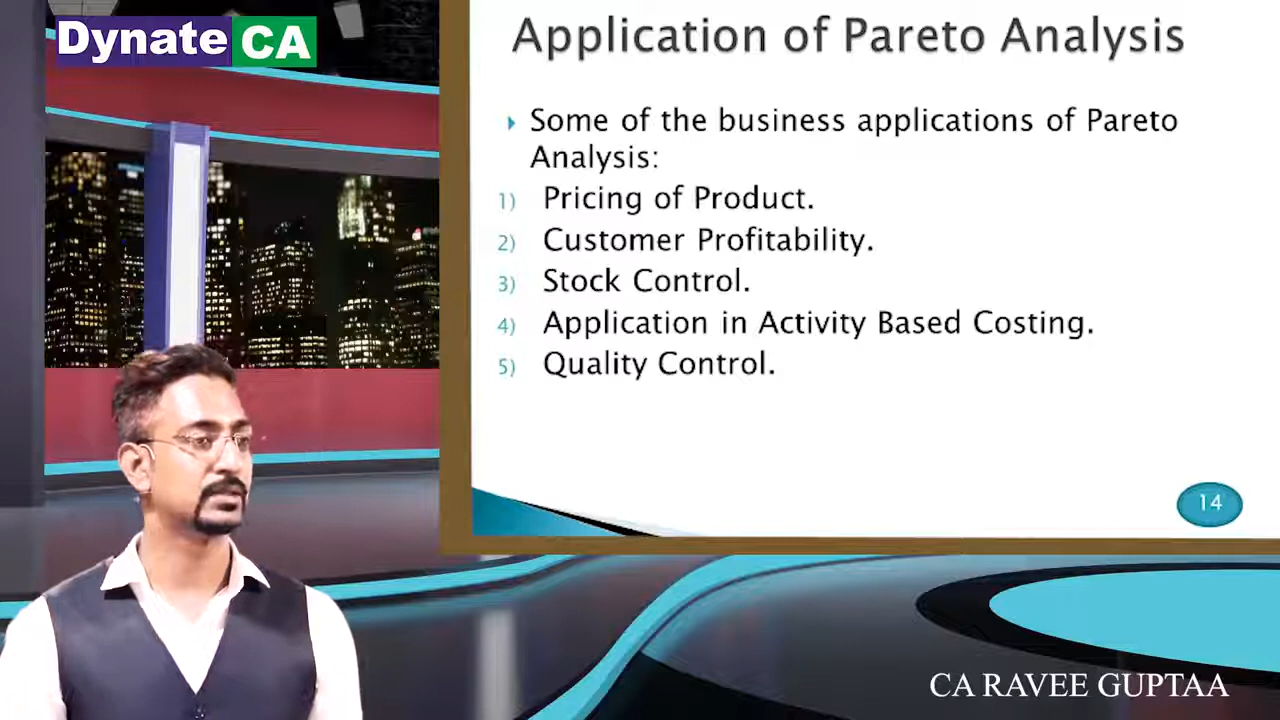 Dynate CA
Application of Pareto Analysis
Some of the business applications of Pareto
Analysis:
1) Pricing of Product.
2) Customer Profitability.
3) Stock Control.
4) Application in Activity Based Costing.
5) Quality Control.
14
CA RAVEE GUPTAA